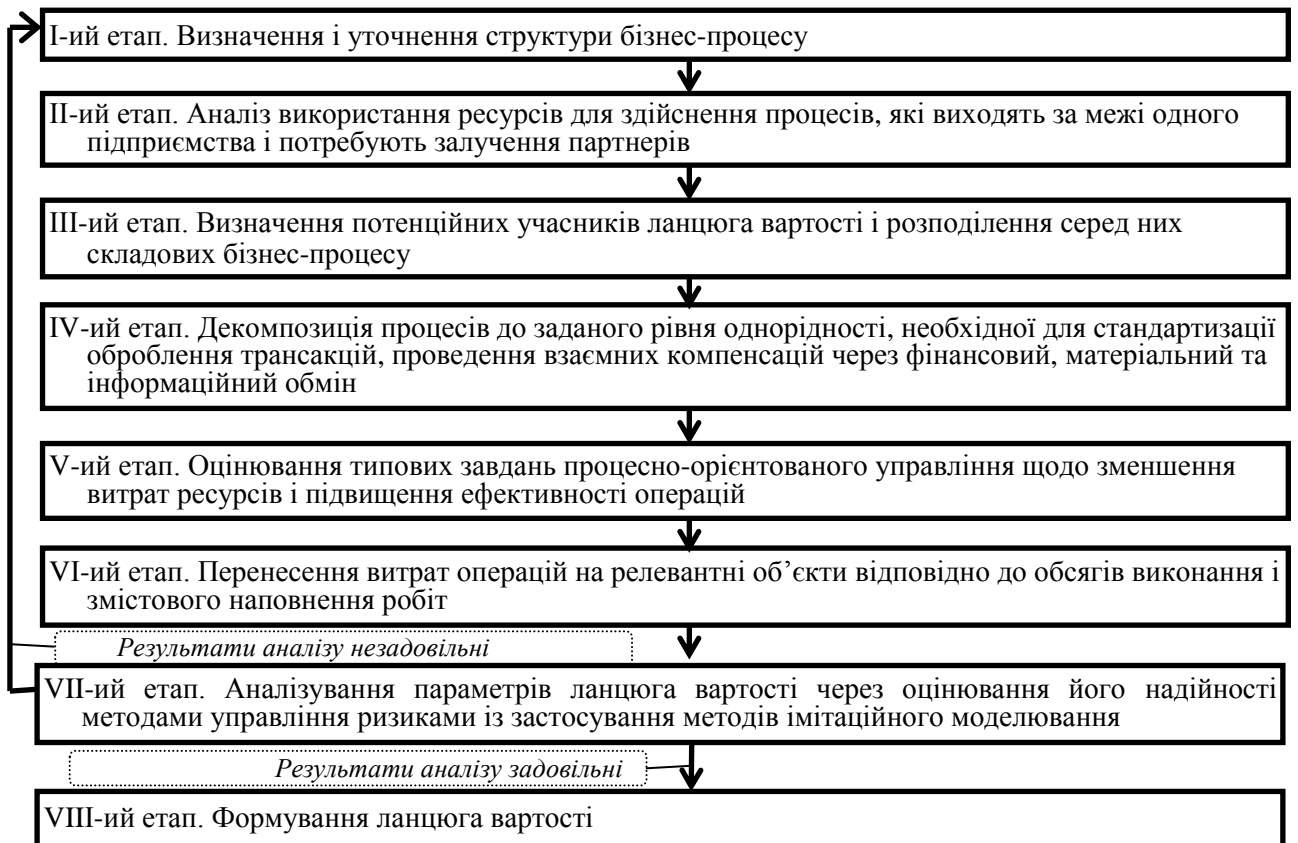 І-ий етап. Визначення і уточнення структури бізнес-процесу
ІІ-ий етап. Аналіз використання ресурсів для здійснення процесів, які виходять за межі одного
підприємства і потребують залучення партнерів
ІІІ-ий етап. Визначення потенційних учасників ланцюга вартості і розподілення серед них
складових бізнес-процесу
IV-ий етап. Декомпозиція процесів до заданого рівня однорідності, необхідної для стандартизації
оброблення трансакцій, проведення взаємних компенсацій через фінансовий, матеріальний та
інформаційний обмін
V-ий етап. Оцінювання типових завдань процесно-орієнтованого управління щодо зменшення
витрат ресурсів і підвищення ефективності операцій
VI-ий етап. Перенесення витрат операцій на релевантні об’єкти відповідно до обсягів виконання і
змістового наповнення робіт
Результати аналізу незадовільні
VII-ий етап. Аналізування параметрів ланцюга вартості через оцінювання його надійності
методами управління ризиками із застосування методів імітаційного моделювання
Результати аналізу задовільні
VIII-ий етап. Формування ланцюга вартості